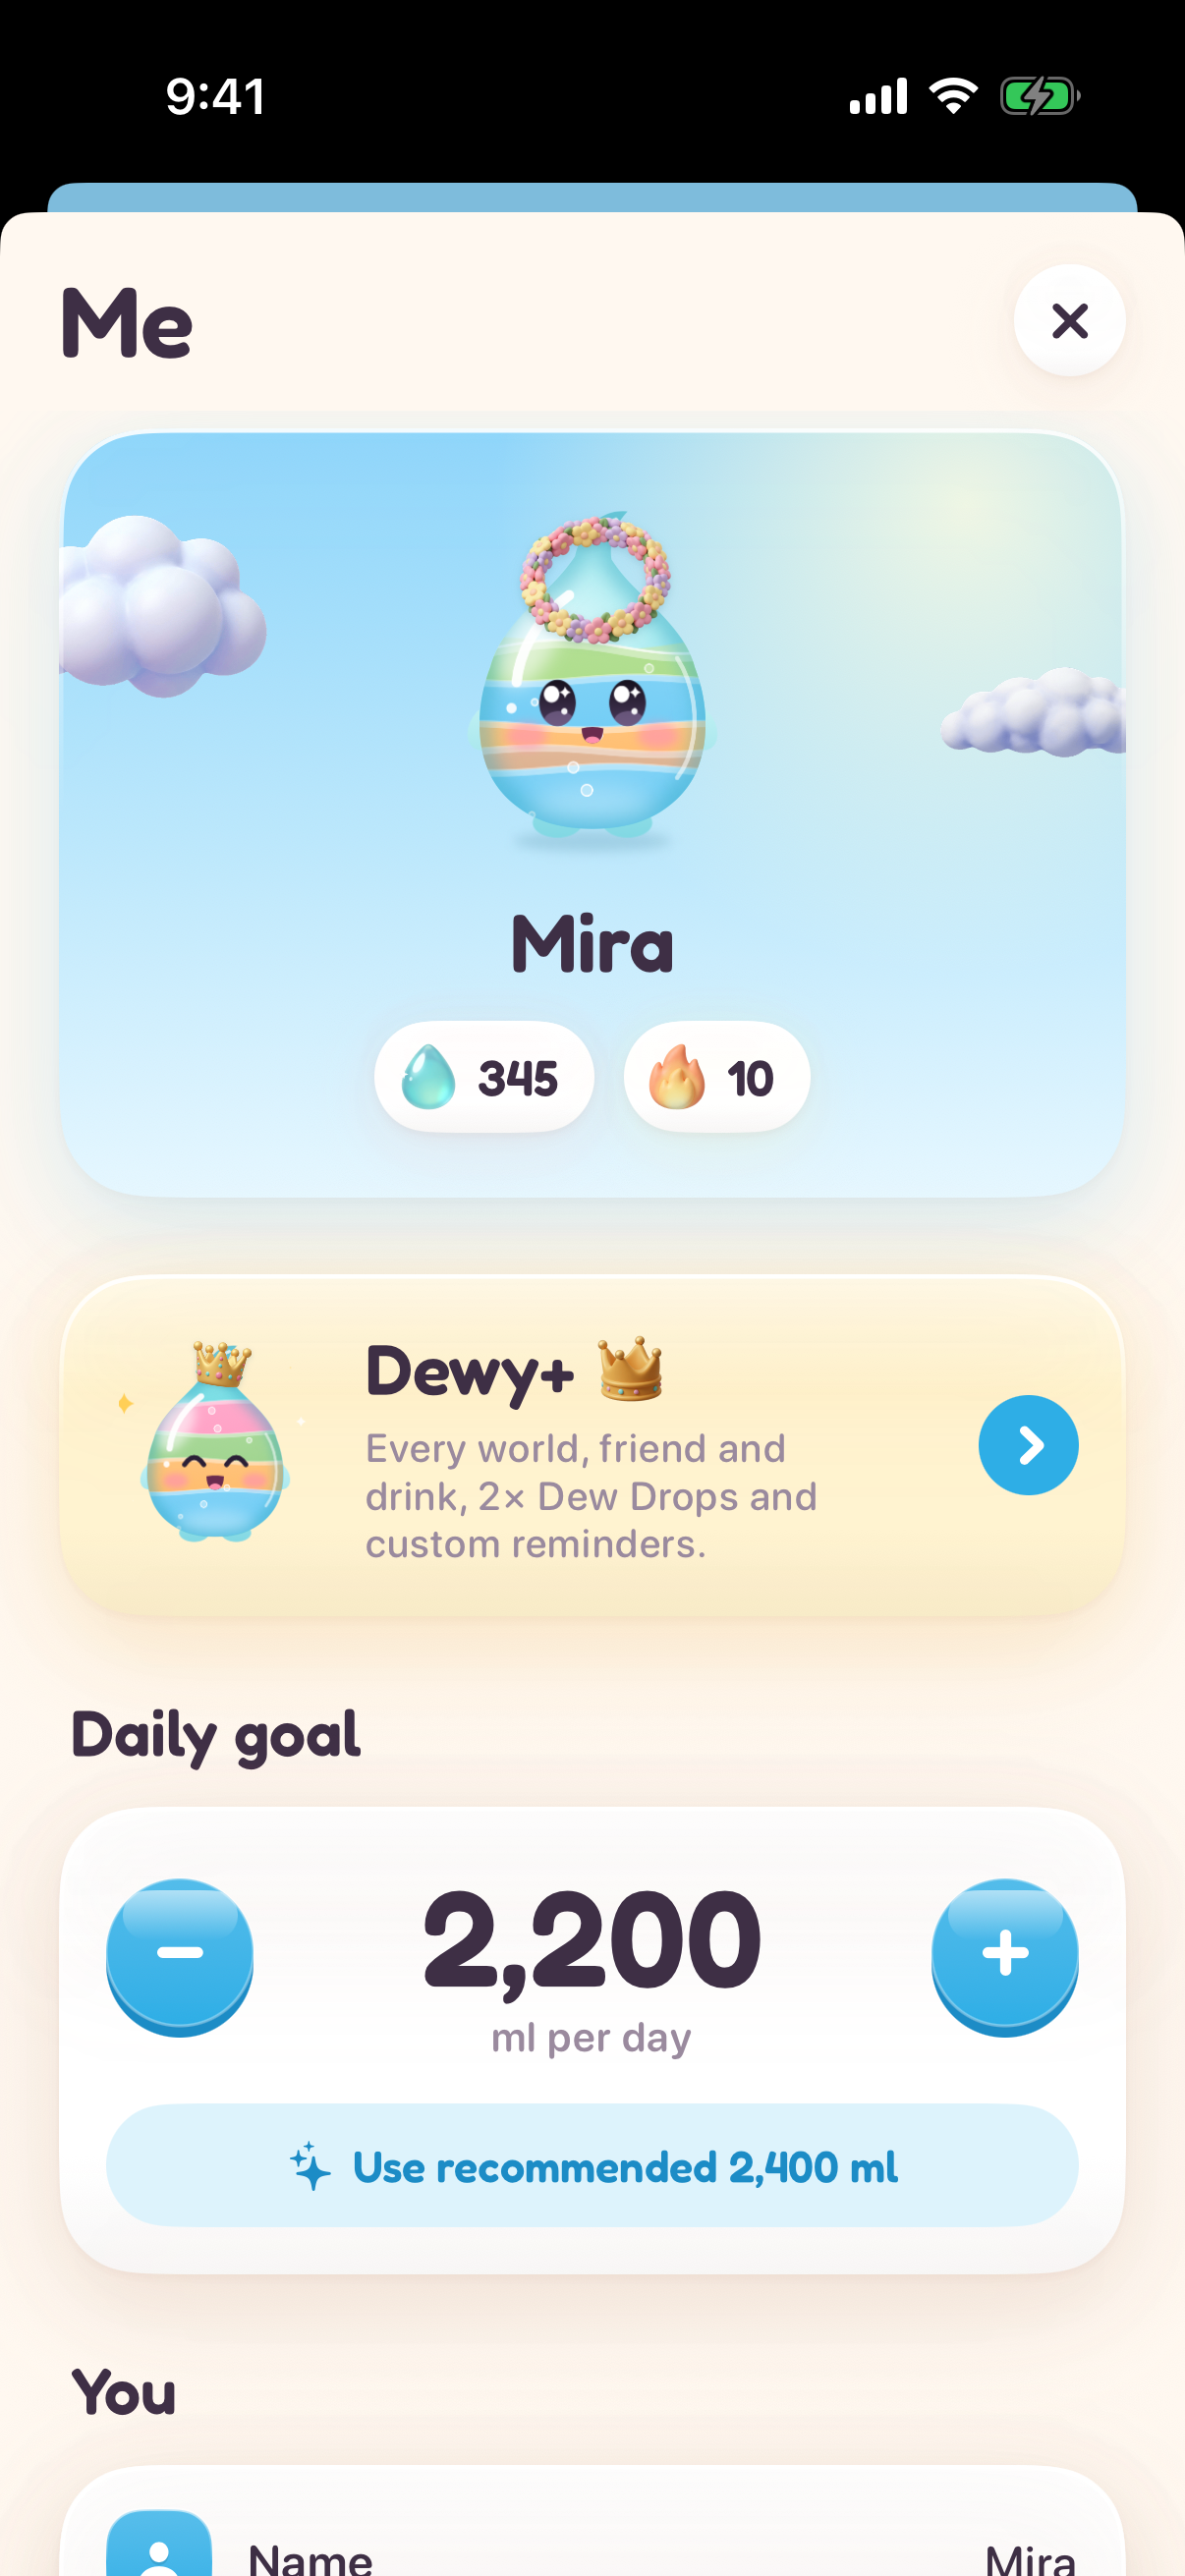 9:41
Me
Mira
345
10
Dewy+
Every world, friend and
drink, 2× Dew Drops and
custom reminders.
Daily goal
2,200
ml per day
Use recommended 2,400 ml
You
Name
Mira